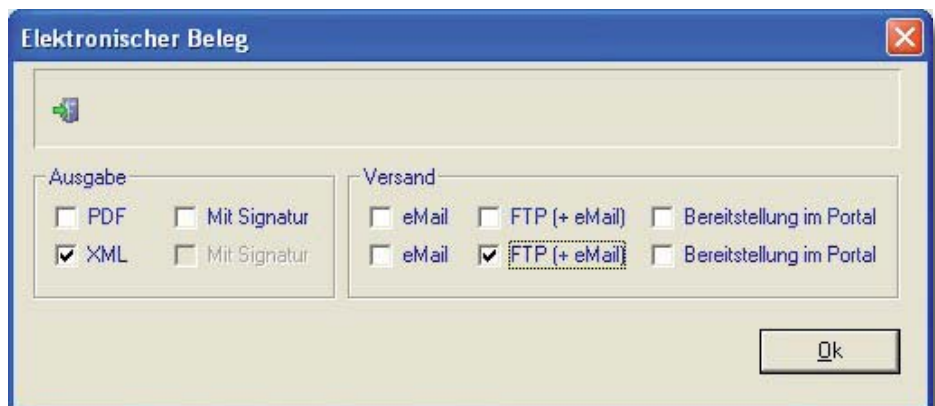 Elektronischer Beleg
Ausgabe
Versand
PDF Mit Signatur eMail FTP (+ eMail) Bereitstellung im Portal
XML Mit Signatur eMail FTP (+ eMail) Bereitstellung im Portal
Ok